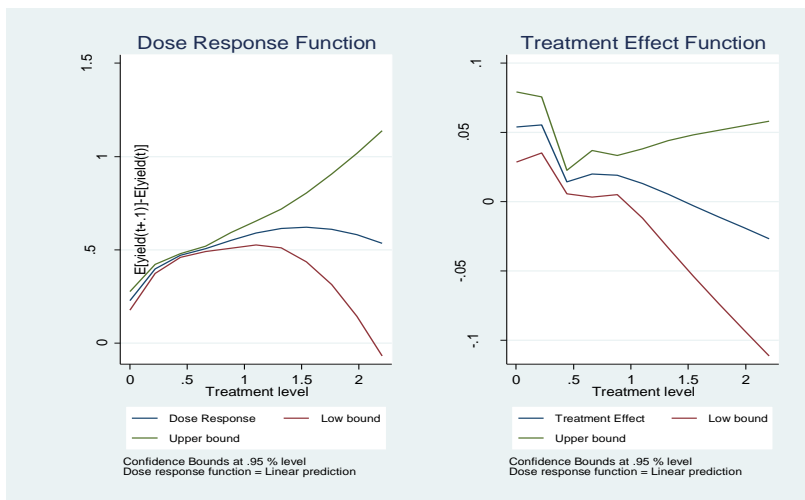 Dose Response Function
1.5
1
.5
0
E[yield(t+.1)]-E[yield(t)]
0 .5 1 1.5 2
Treatment level
Dose Response
Low bound
Upper bound
Confidence Bounds at .95 % level
Dose response function = Linear prediction
Treatment Effect Function
.1
.05
0
-.05
-.1
0 .5 1 1.5 2
Treatment level
Treatment Effect
Low bound
Upper bound
Confidence Bounds at .95 % level
Dose response function = Linear prediction